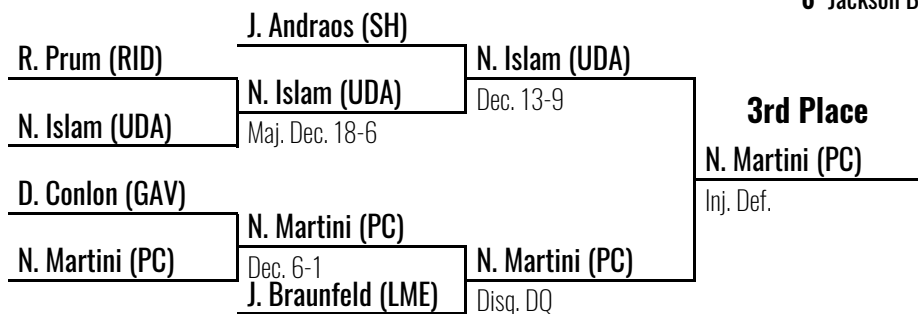 6 Jackson B
J. Andraos (SH)
R. Prum (RID)
N. Islam (UDA)
N. Islam (UDA)
Dec. 13-9
N. Islam (UDA)
Maj. Dec. 18-6
3rd Place
N. Martini (PC)
Inj. Def.
D. Conlon (GAV)
N. Martini (PC)
Dec. 6-1
N. Martini (PC)
N. Martini (PC)
Disq. DQ
J. Braunfeld (LME)